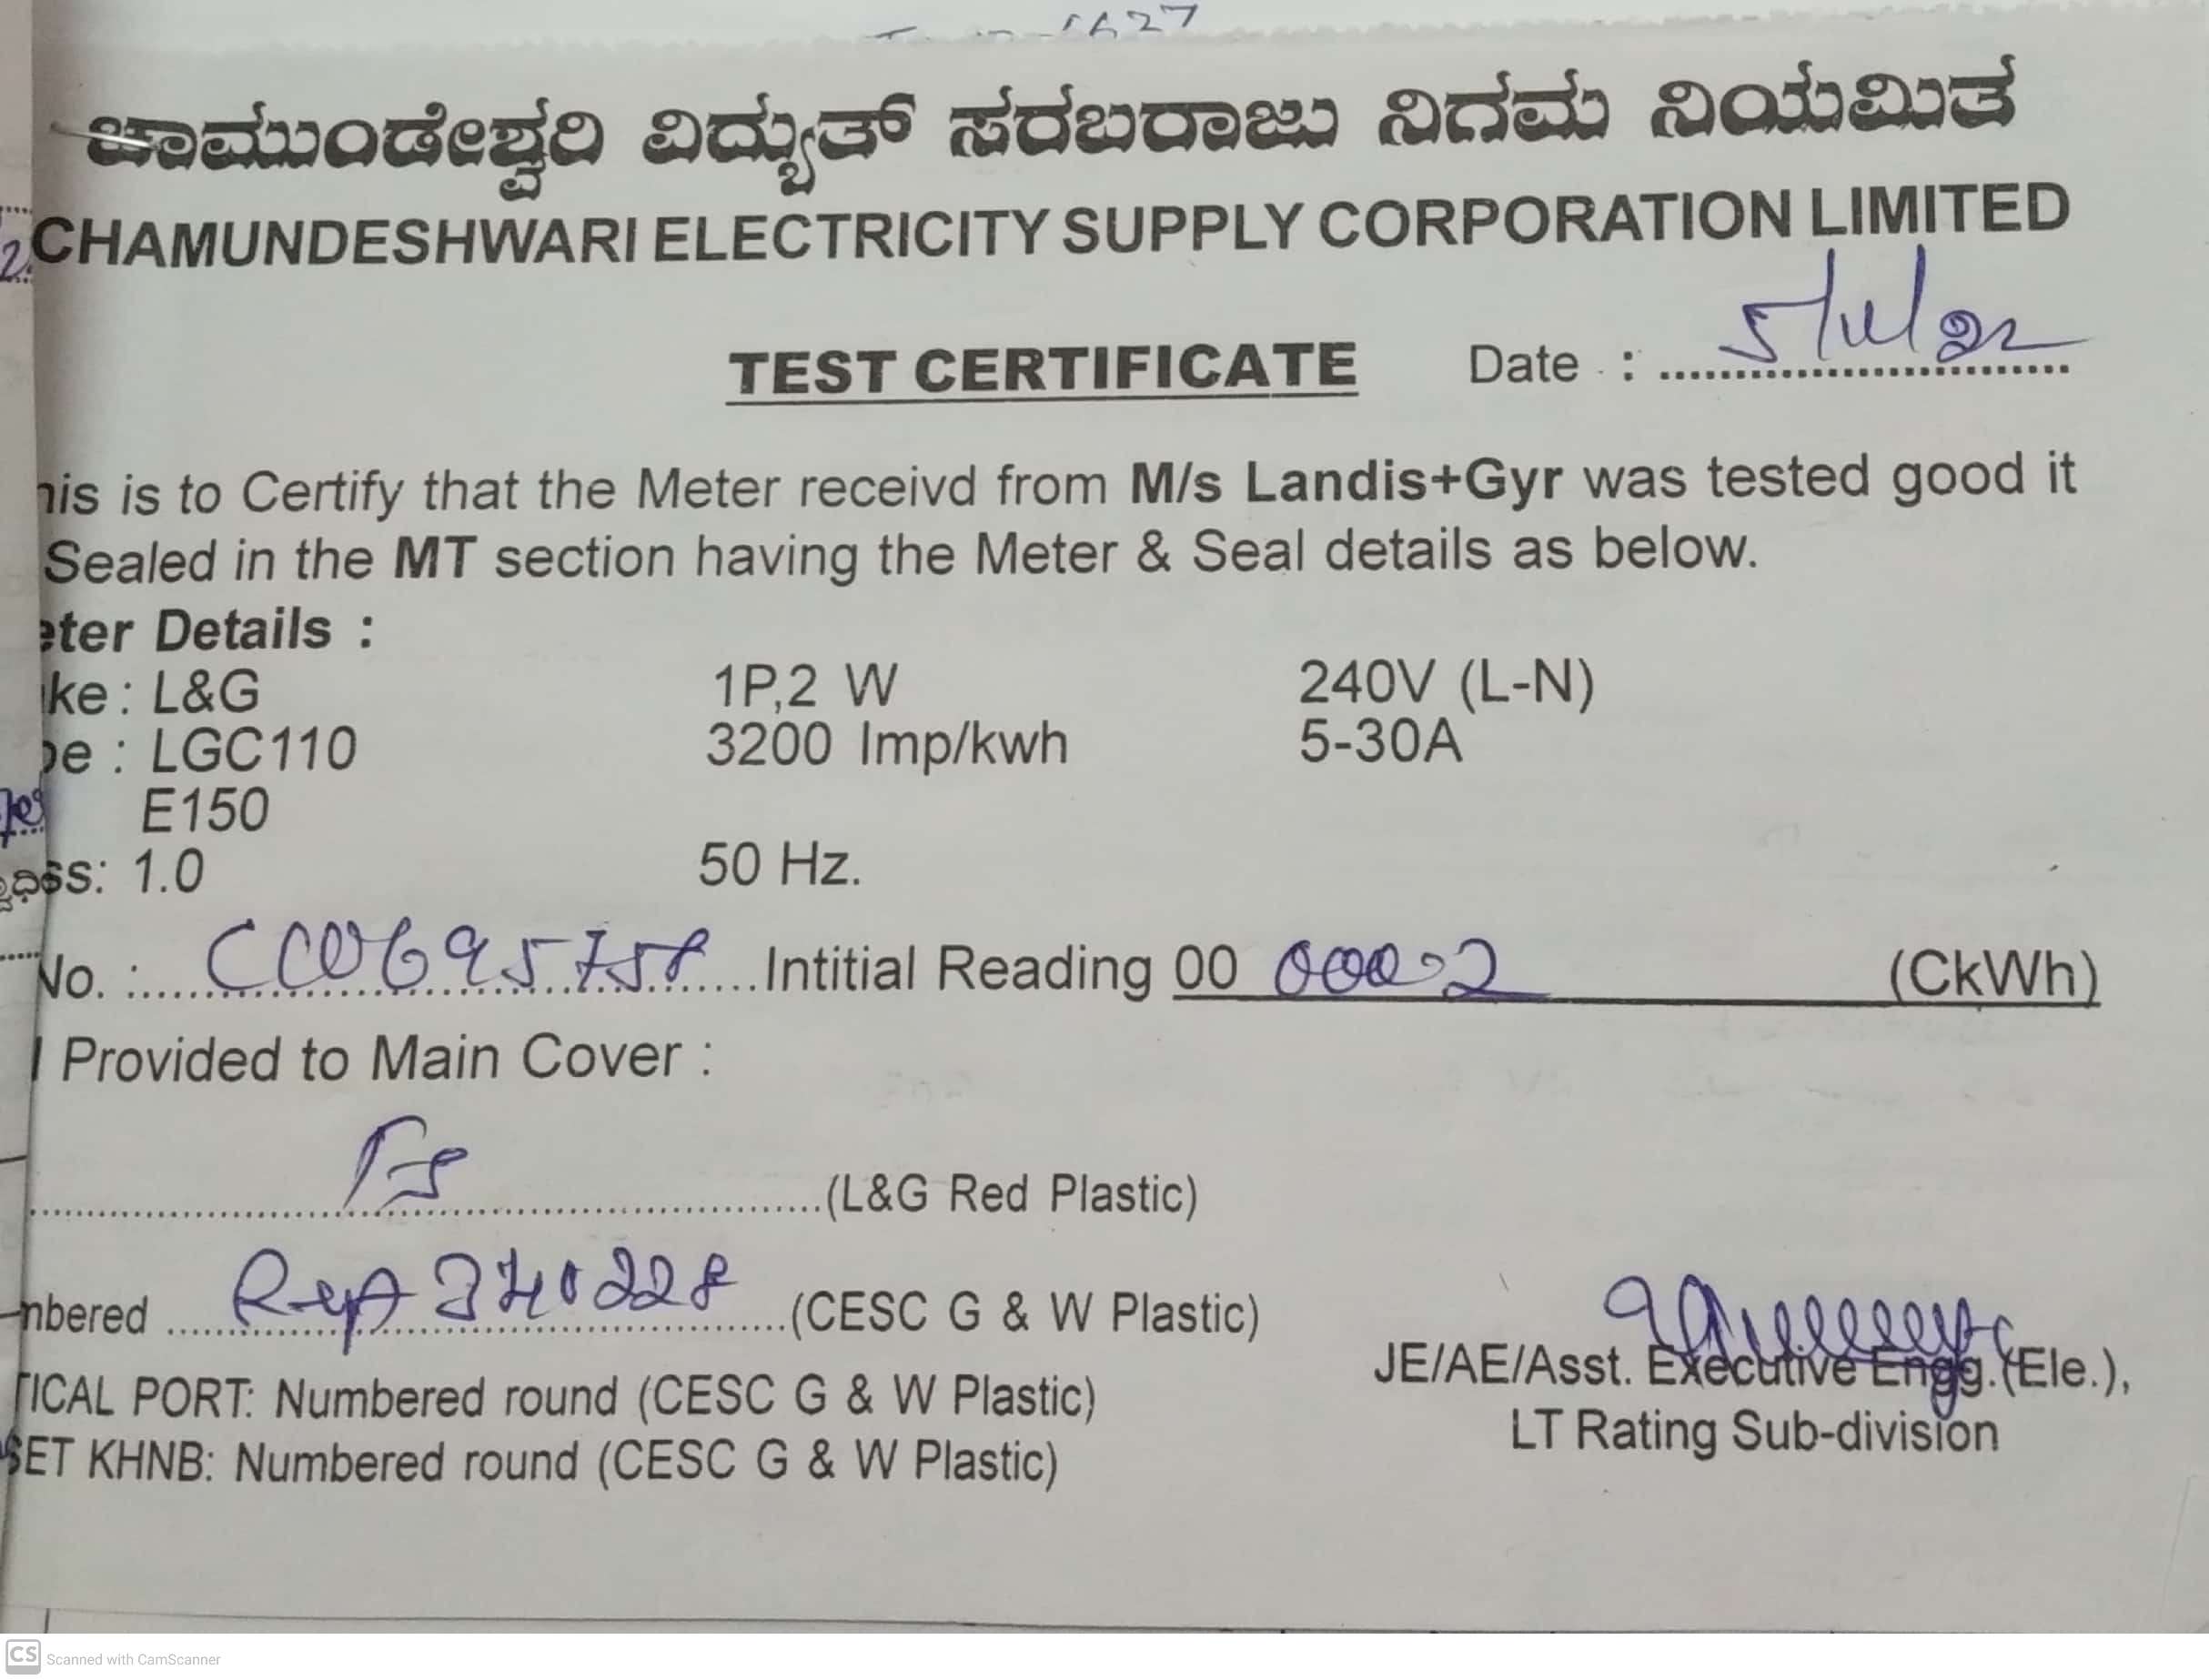 5627
ಚಾಮುಂಡೇಶ್ವರಿ ವಿದ್ಯುತ್ ಸರಬರಾಜು ನಿಗಮ ನಿಯಮಿತ
CHAMUNDESHWARI ELECTRICITY SUPPLY CORPORATION LIMITED
TEST CERTIFICATE Date :
his is to Certify that the Meter receivd from M/s Landis+Gyr was tested good it
Sealed in the MT section having the Meter & Seal details as below.
eter Details :
ke : L&G 1P,2 W 240V (L-N)
pe : LGC110 3200 Imp/kwh 5-30A
E150
ss: 1.0 50 Hz.
No. : CC0695758 Intitial Reading 00 (CkWh)
l Provided to Main Cover :
(L&G Red Plastic)
mbered 340228 (CESC G & W Plastic)
TICAL PORT: Numbered round (CESC G & W Plastic)
SET KHNB: Numbered round (CESC G & W Plastic)
JE/AE/Asst. Executive Engg.(Ele.),
LT Rating Sub-division
CS Scanned with CamScanner